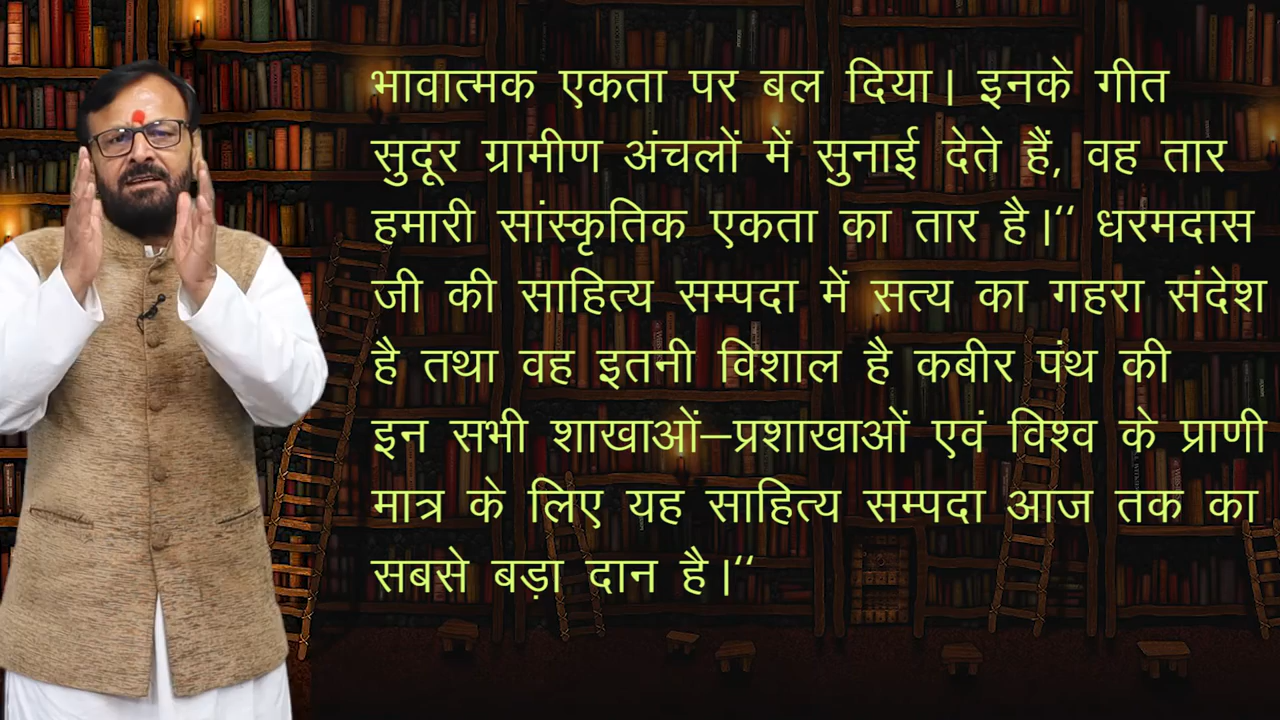 भावात्मक एकता पर बल दिया। इनके गीत
सुदूर ग्रामीण अंचलों में सुनाई देते हैं, वह तार
हमारी सांस्कृतिक एकता का तार है।‘‘ धरमदास
जी की साहित्य सम्पदा में सत्य का गहरा संदेश
है तथा वह इतनी विशाल है कबीर पंथ की
इन सभी शाखाओं–प्रशाखाओं एवं विश्व के प्राणी
मात्र के लिए यह साहित्य सम्पदा आज तक का
सबसे बड़ा दान है।‘‘